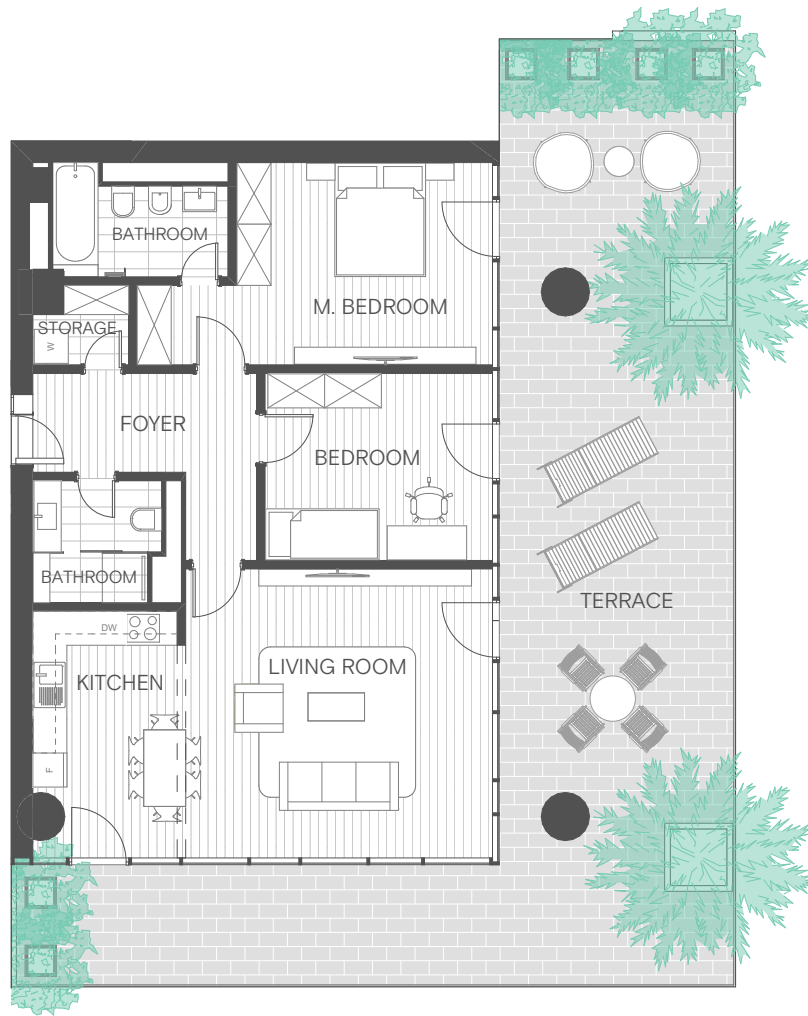 BATHROOM
M. BEDROOM
STORAGE
W
FOYER
BEDROOM
BATHROOM
TERRACE
DW
LIVING ROOM
KITCHEN
F